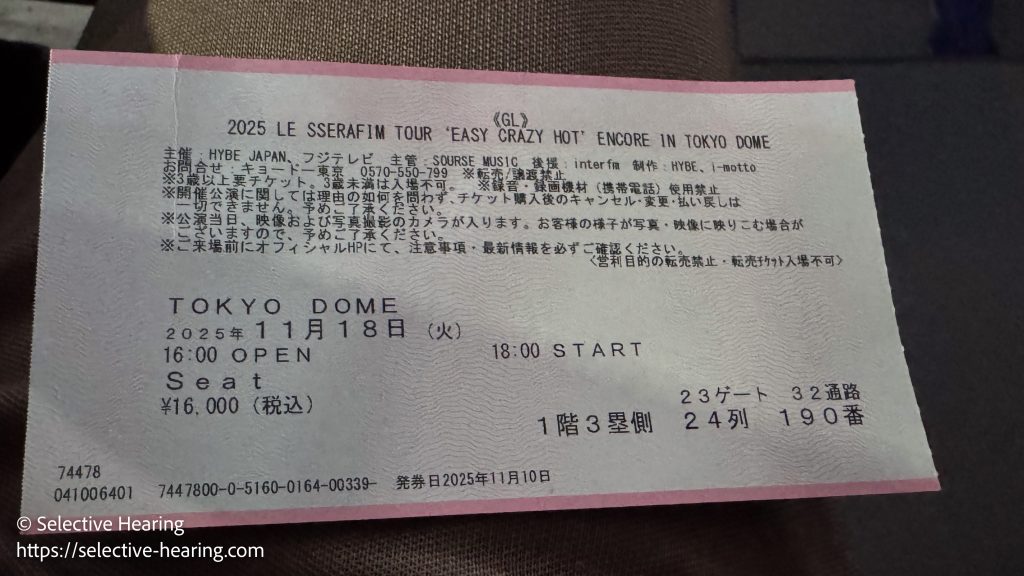 《GL》
2025 LE SSERAFIM TOUR 'EASY CRAZY HOT' ENCORE IN TOKYO DOME
主催：HYBE JAPAN、フジテレビ 主管：SOURSE MUSIC 後援：interfm 制作：HYBE、i-motto
お問合せ：キョードー東京 0570-550-799 ※転売/譲渡禁止
※3歳以上要チケット。3歳未満は入場不可。 ※録音・録画機材（携帯電話）使用禁止
※開催公演に関しては理由の如何を問わず、チケット購入後のキャンセル・変更・払い戻しは
一切できません。予めご了承ください。
※公演当日、映像および写真撮影のカメラが入ります。お客様の様子が写真・映像に映りこむ場合が
ございますので、予めご了承ください。
※ご来場前にオフィシャルHPにて、注意事項・最新情報を必ずご確認ください。
〈営利目的の転売禁止・転売ﾁｹｯﾄ入場不可〉
TOKYO DOME
2025年11月18日（火）
16:00 OPEN 18:00 START
Seat
¥16,000（税込）
23ゲート 32通路
1階3塁側 24列 190番
74478
041006401 7447800-0-5160-0164-00339- 発券日2025年11月10日
© Selective Hearing
https://selective-hearing.com